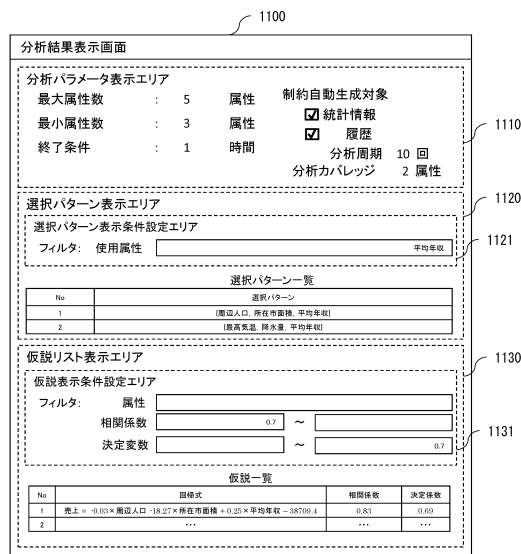 1100
分析結果表示画面
分析パラメータ表示エリア
最大属性数 : 5 属性
最小属性数 : 3 属性
終了条件 : 1 時間
制約自動生成対象
統計情報
履歴
分析周期 10 回
分析カバレッジ 2 属性
1110
選択パターン表示エリア
1120
選択パターン表示条件設定エリア
1121
フィルタ: 使用属性 平均年収
選択パターン一覧
No 選択パターン
1 {周辺人口, 所在市面積, 平均年収}
2 {最高気温, 降水量, 平均年収}
仮説リスト表示エリア
1130
仮説表示条件設定エリア
フィルタ: 属性
相関係数 0.7 ~
1131
決定変数 ~ 0.7
仮説一覧
No 回帰式 相関係数 決定係数
1 売上 = -0.03×周辺人口 -18.27×所在市面積 + 0.25×平均年収 − 38709.4 0.83 0.69
2 … … …